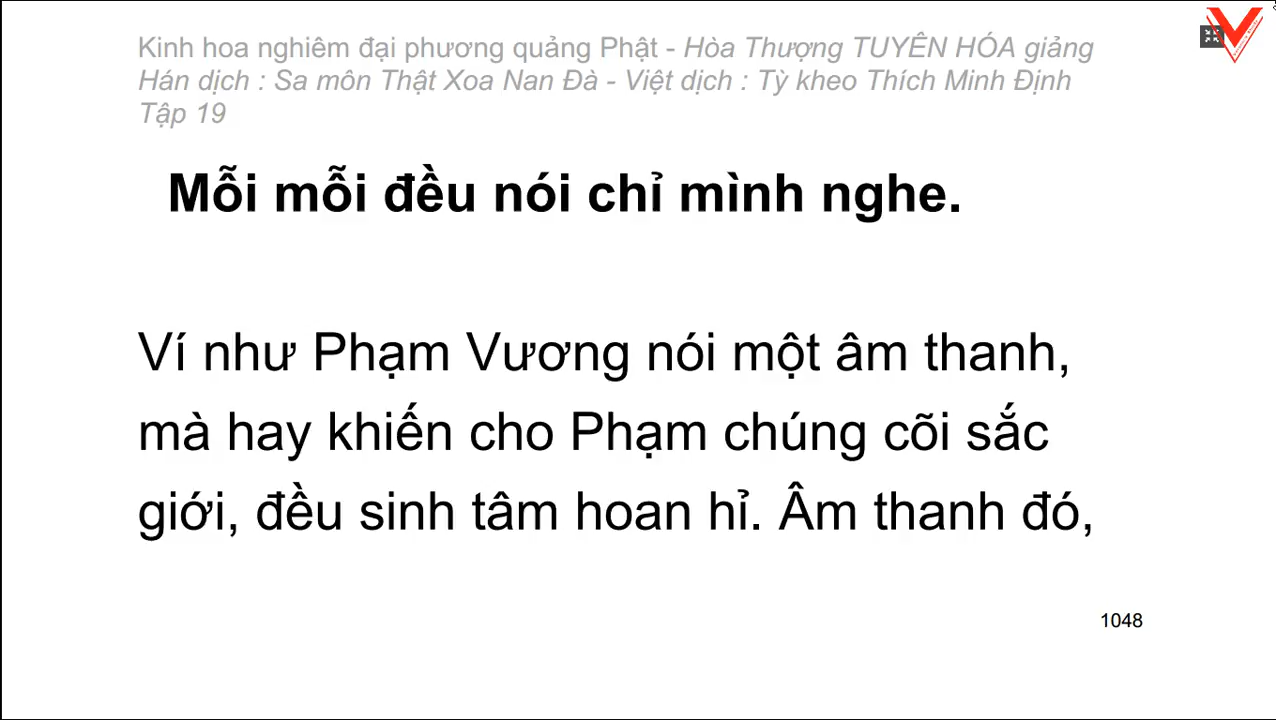 Kinh hoa nghiêm đại phương quảng Phật - Hòa Thượng TUYÊN HÓA giảng
Hán dịch : Sa môn Thật Xoa Nan Đà - Việt dịch : Tỳ kheo Thích Minh Định
Tập 19
Mỗi mỗi đều nói chỉ mình nghe.
Ví như Phạm Vương nói một âm thanh,
mà hay khiến cho Phạm chúng cõi sắc
giới, đều sinh tâm hoan hỉ. Âm thanh đó,
1048